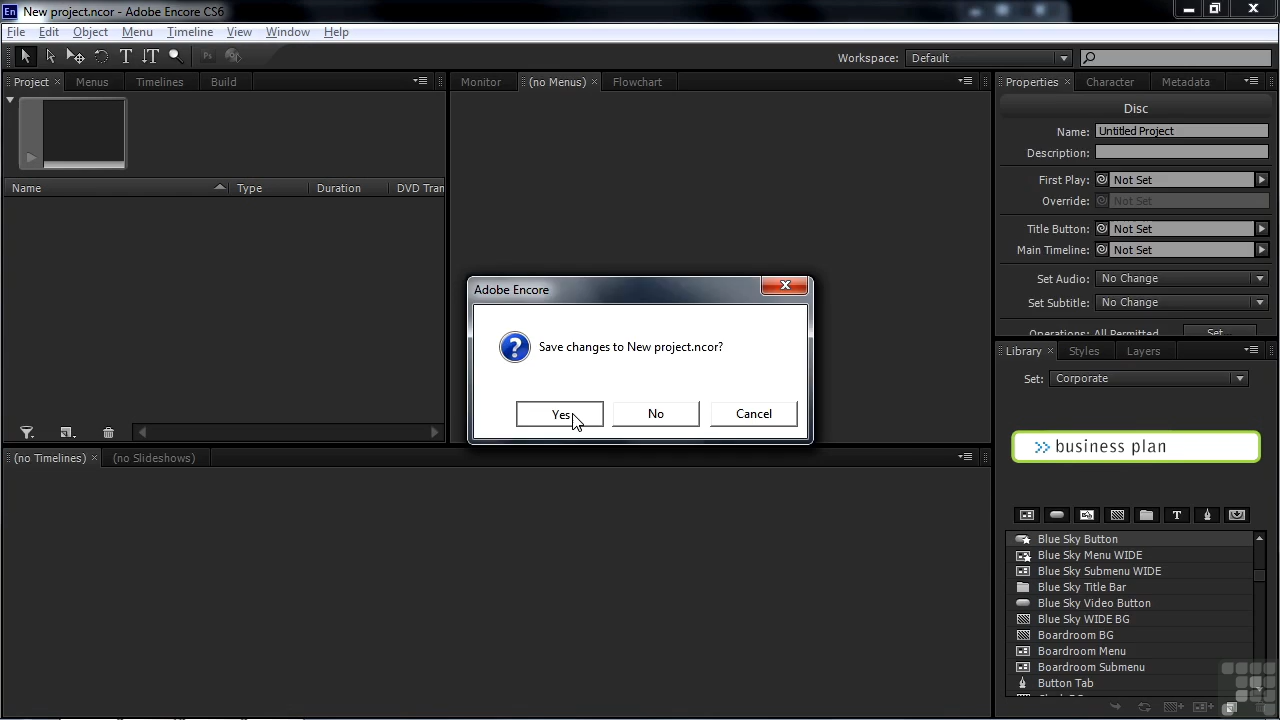 En New project.ncor - Adobe Encore CS6
File Edit Object Menu Timeline View Window Help
Workspace: Default
Project Menus Timelines Build
Monitor (no Menus) Flowchart
Properties Character Metadata
Disc
Name: Untitled Project
Description:
Name Type Duration DVD Tran
First Play: Not Set
Override: Not Set
Title Button: Not Set
Main Timeline: Not Set
Set Audio: No Change
Set Subtitle: No Change
Operations: All Permitted Set...
Adobe Encore
Save changes to New project.ncor?
Yes No Cancel
Library Styles Layers
Set: Corporate
>> business plan
(no Timelines) (no Slideshows)
Blue Sky Button
Blue Sky Menu WIDE
Blue Sky Submenu WIDE
Blue Sky Title Bar
Blue Sky Video Button
Blue Sky WIDE BG
Boardroom BG
Boardroom Menu
Boardroom Submenu
Button Tab